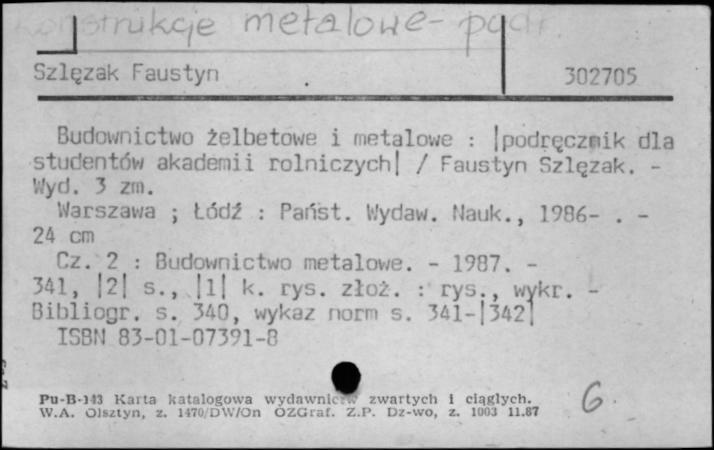 konstrukcje metalowe-podr.
Szlęzak Faustyn 302705
Budownictwo żelbetowe i metalowe : |podręcznik dla
studentów akademii rolniczych| / Faustyn Szlęzak. -
Wyd. 3 zm.
Warszawa ; Łódź : Państ. Wydaw. Nauk., 1986- . -
24 cm
Cz. 2 : Budownictwo metalowe. - 1987. -
341, |2| s., |1| k. rys. złoż. : rys., wykr. -
Bibliogr. s. 340, wykaz norm s. 341-|342|
ISBN 83-01-07391-8
Pu-B-143 Karta katalogowa wydawnictw zwartych i ciągłych.
W.A. Olsztyn, z. 1470/DW/On OZGraf. Z.P. Dz-wo, z. 1003 11.87
6